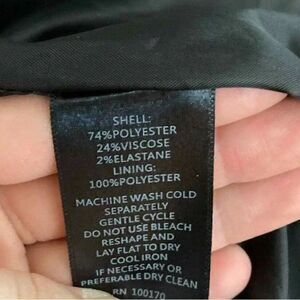 SHELL:
74%POLYESTER
24%VISCOSE
2%ELASTANE
LINING:
100%POLYESTER
MACHINE WASH COLD
SEPARATELY
GENTLE CYCLE
DO NOT USE BLEACH
RESHAPE AND
LAY FLAT TO DRY
COOL IRON
IF NECESSARY OR
PREFERABLE DRY CLEAN
RN 100170